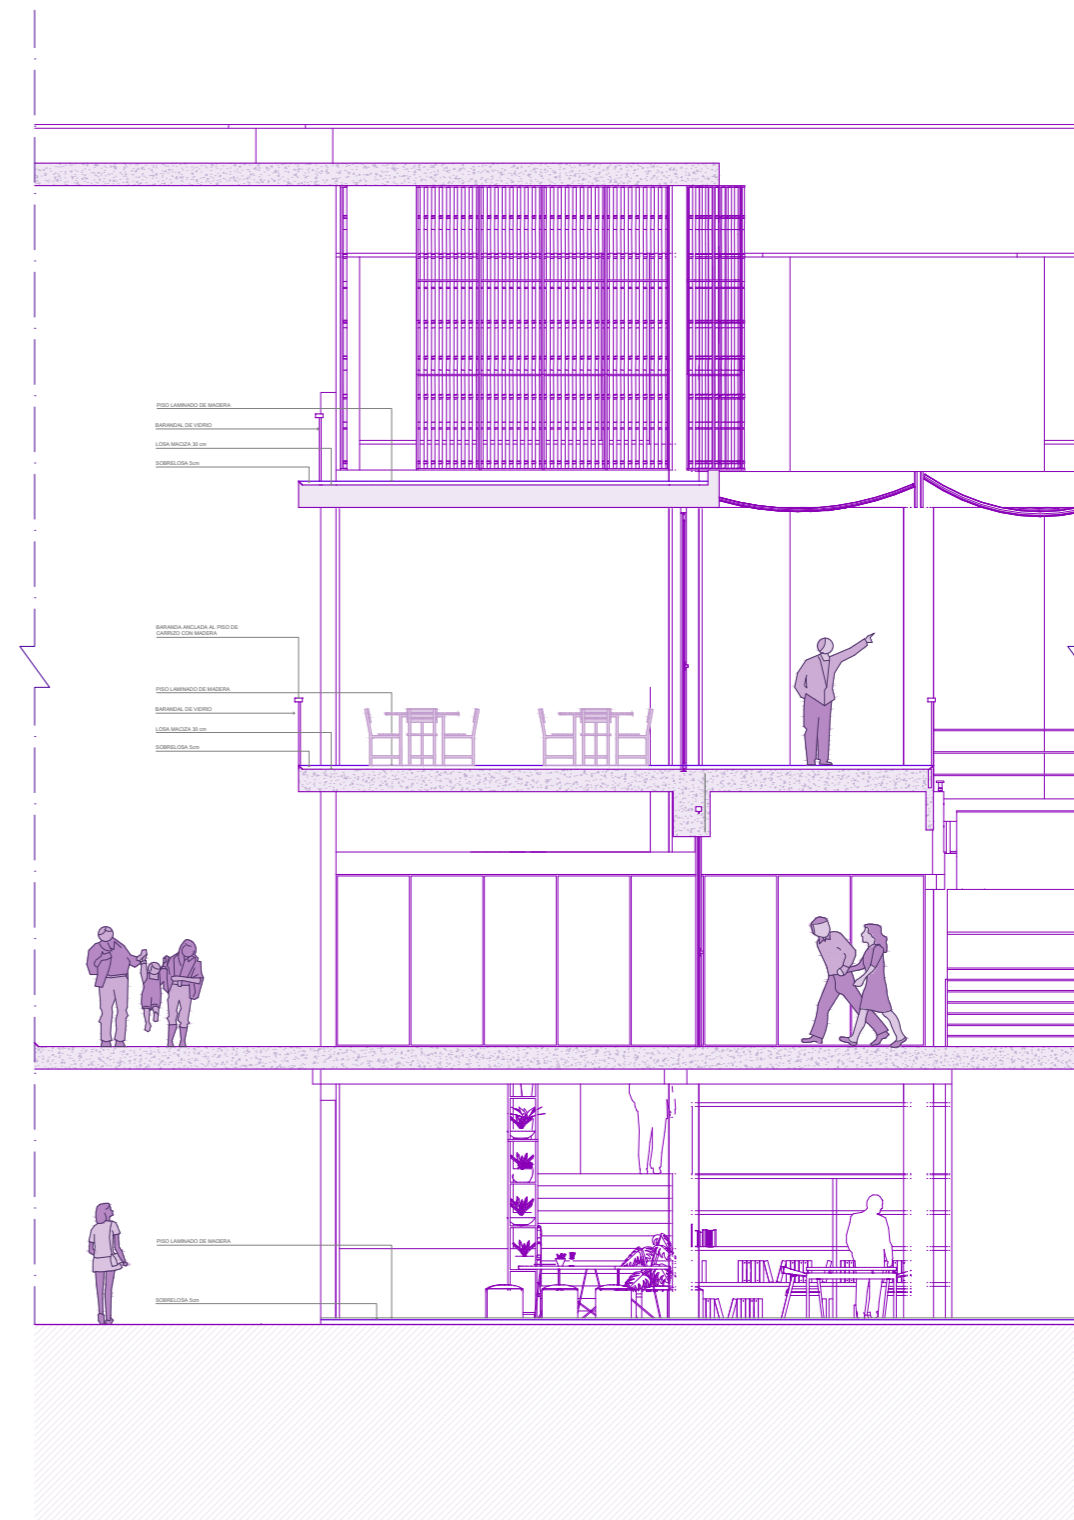 PISO LAMINADO DE MADERA
BARANDAL DE VIDRIO
LOSA MACIZA 30 cm
SOBRELOSA 5cm
BARANDA ANCLADA AL PISO DE
CARRIZO CON MADERA
PISO LAMINADO DE MADERA
BARANDAL DE VIDRIO
LOSA MACIZA 30 cm
SOBRELOSA 5cm
PISO LAMINADO DE MADERA
SOBRELOSA 5cm